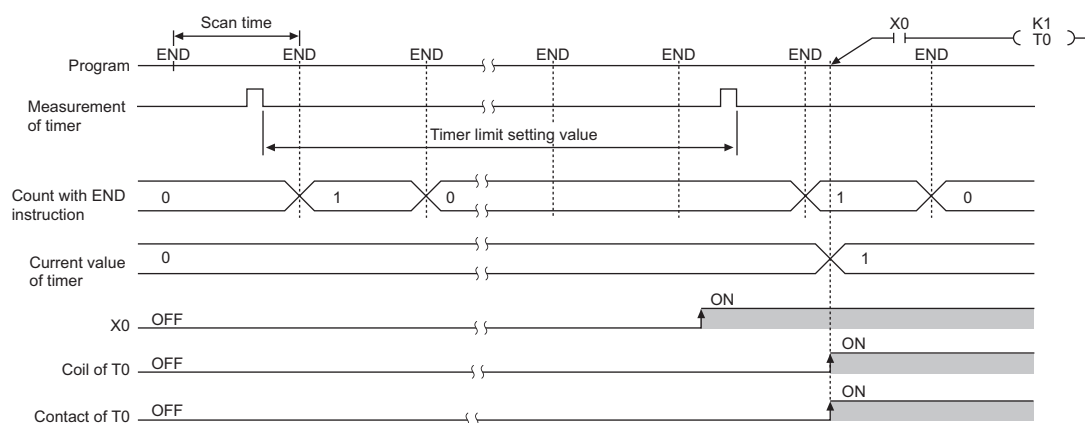 Scan time
X0
K1
T0
END END END END END END
Program
Measurement
of timer
Timer limit setting value
Count with END
instruction
0 1 0 1 0
Current value
of timer
0 1
X0 OFF ON
Coil of T0 OFF ON
Contact of T0 OFF ON